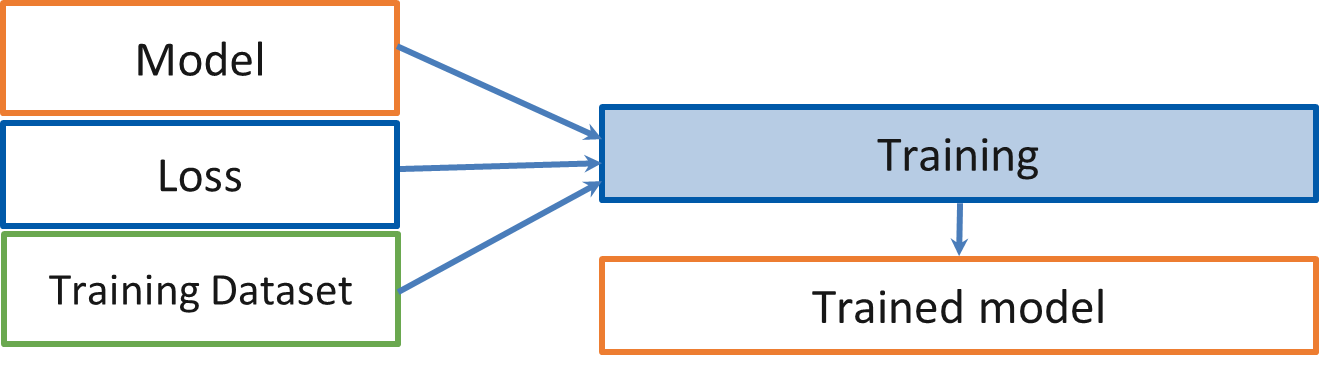 Model
Loss
Training Dataset
Training
Trained model